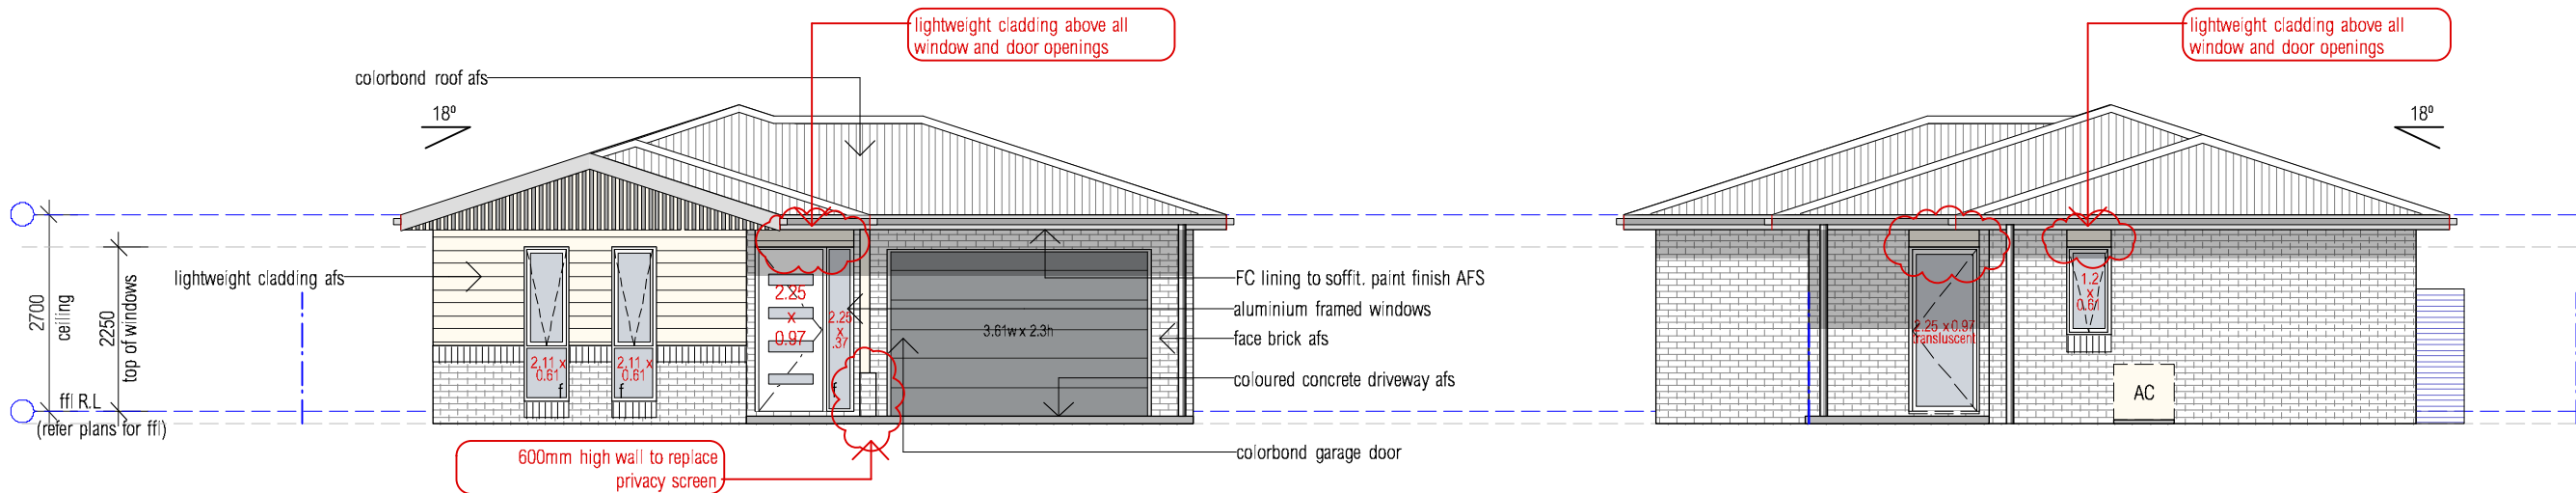 lightweight cladding above all
window and door openings
lightweight cladding above all
window and door openings
colorbond roof afs
18º
18º
lightweight cladding afs
2700
ceiling
2250
top of windows
ffl R.L
(refer plans for ffl)
2.11 x
0.61
f
2.11 x
0.61
f
2.25
x
0.97
2.25
x
.37
f
3.61w x 2.3h
FC lining to soffit. paint finish AFS
aluminium framed windows
face brick afs
coloured concrete driveway afs
colorbond garage door
600mm high wall to replace
privacy screen
2.25 x 0.97
transluscent
1.2
x
0.61
AC